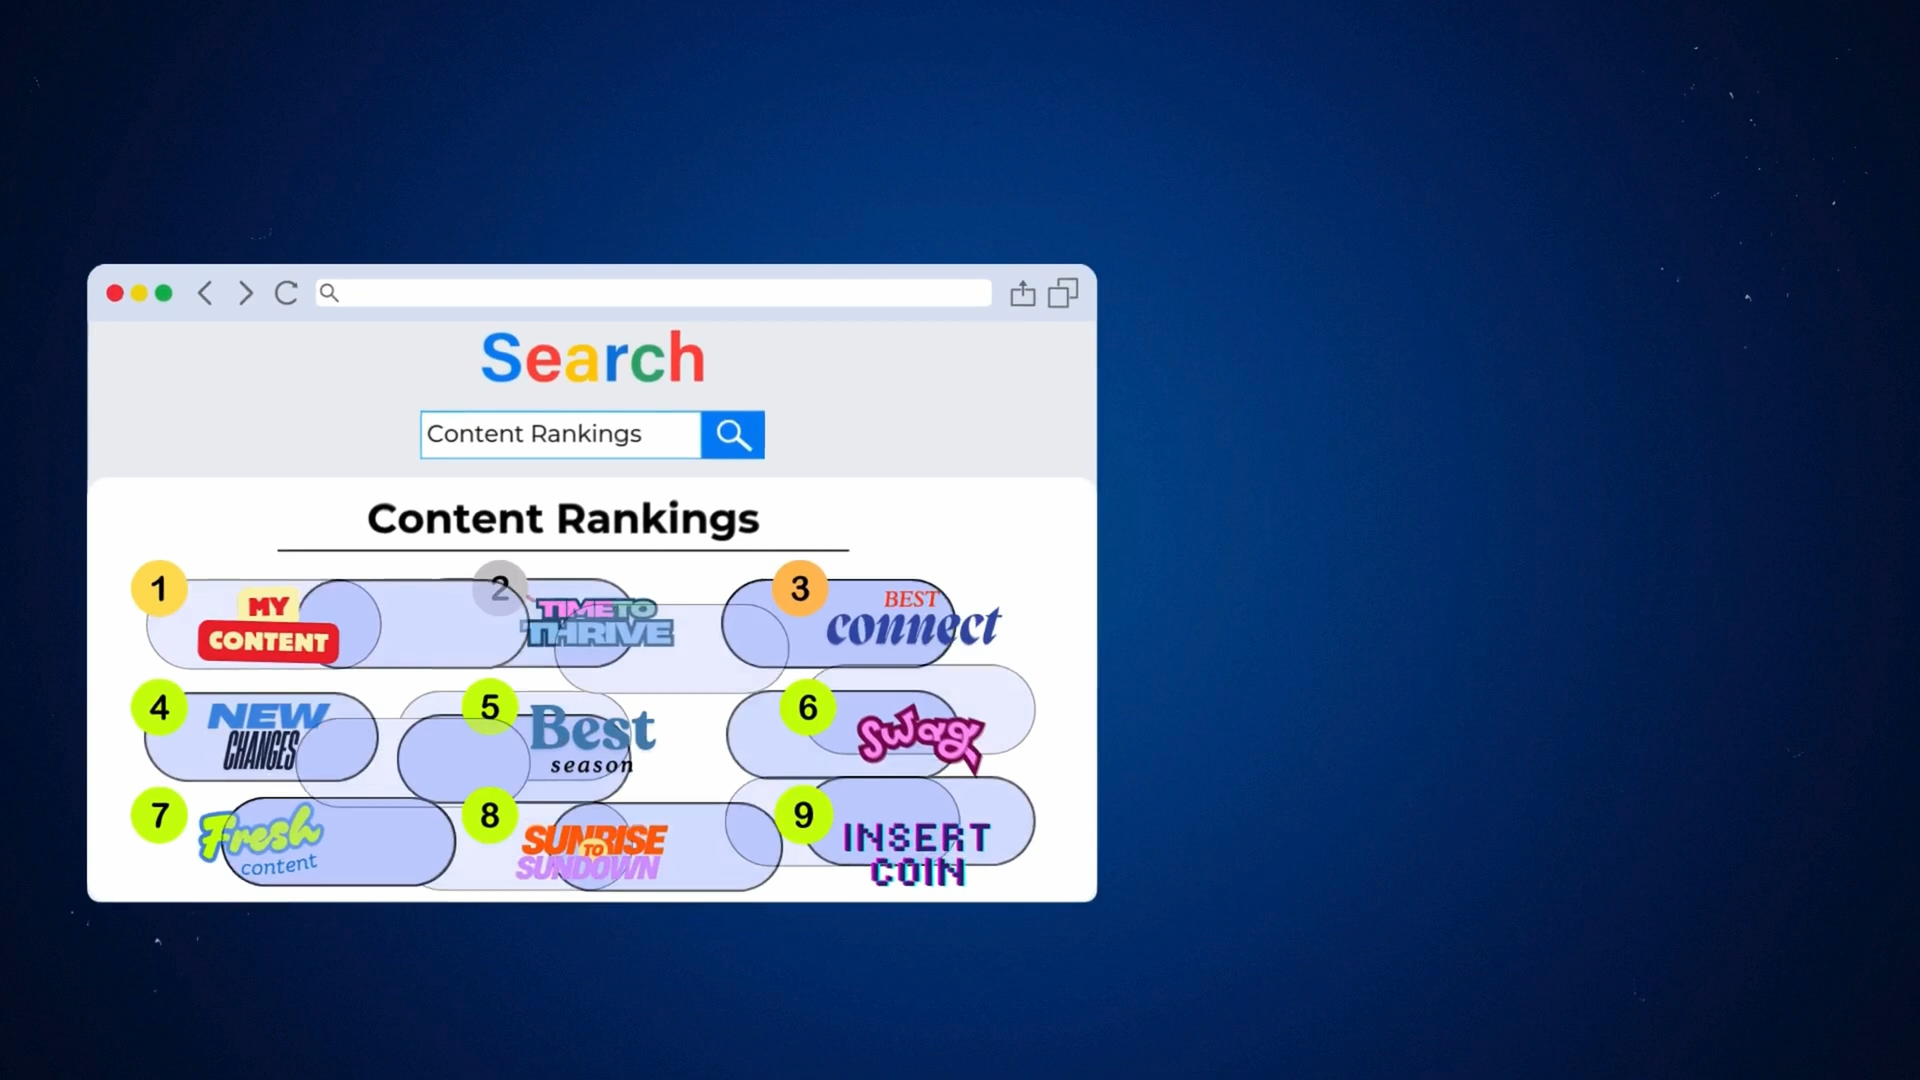 Search
Content Rankings
Content Rankings
1
MY
CONTENT
2
TIME TO
THRIVE
3
BEST
connect
4
NEW
CHANGES
5
Best
season
6
Swag
7
Fresh
content
8
SUNRISE
TO
SUNDOWN
9
INSERT
COIN